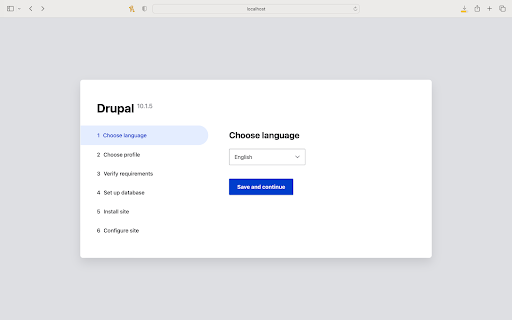 localhost
Drupal 10.1.5
1 Choose language
2 Choose profile
3 Verify requirements
4 Set up database
5 Install site
6 Configure site
Choose language
English
Save and continue